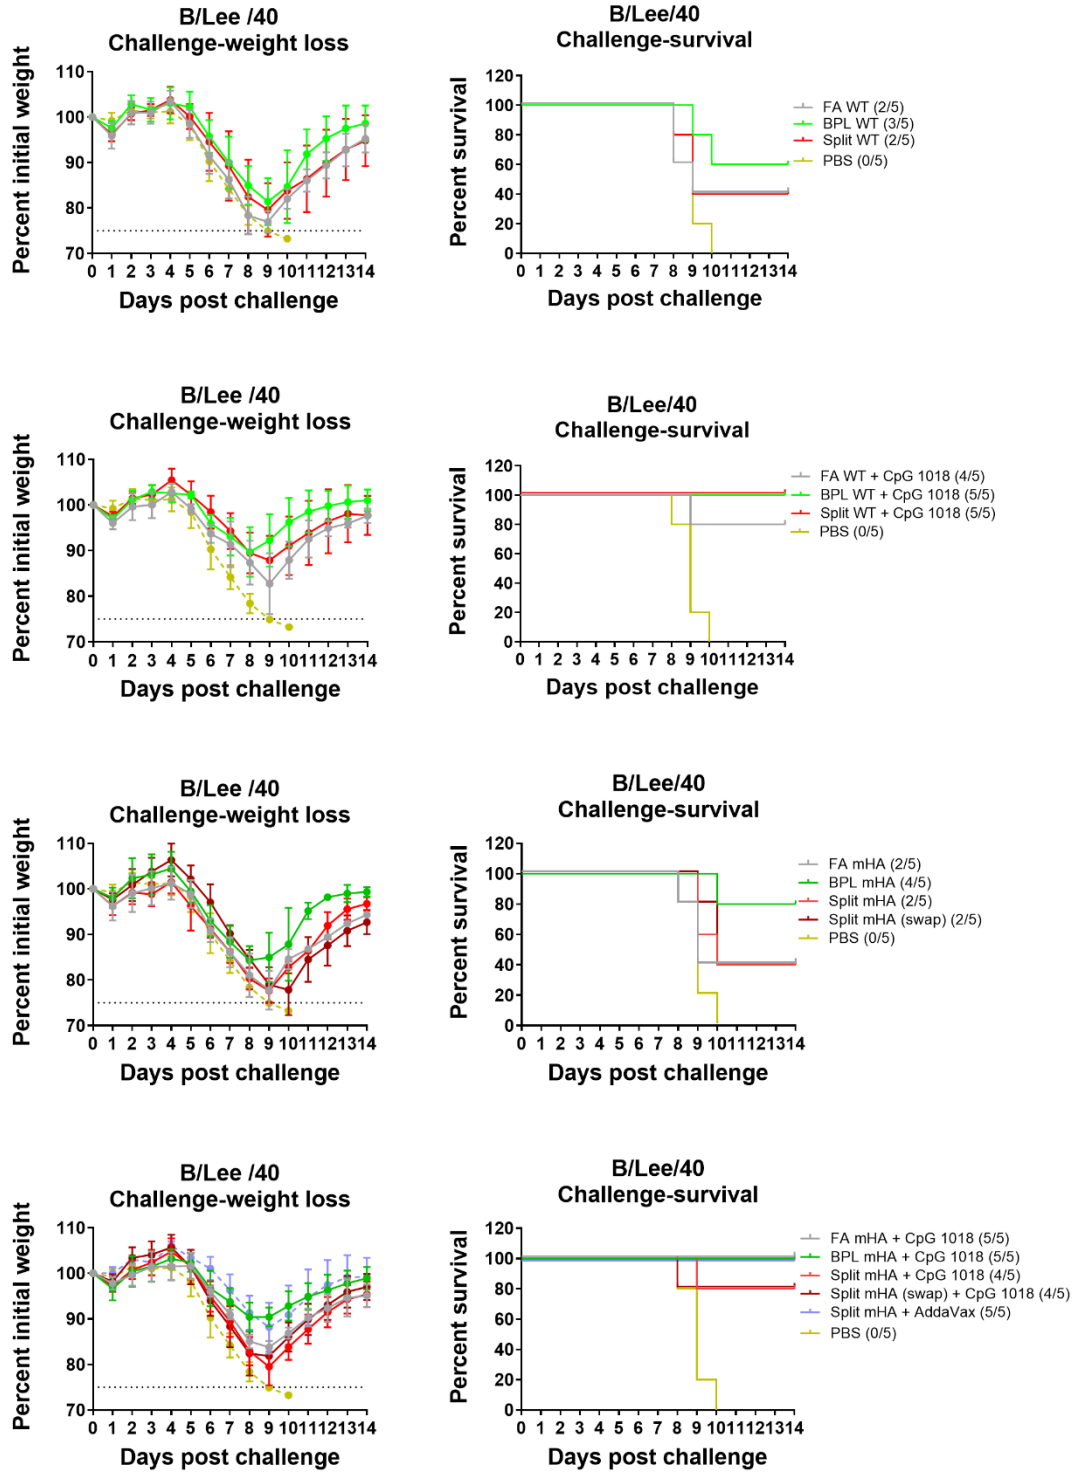 B/Lee /40
Challenge-weight loss
110
100
90
80
70
Percent initial weight
0 1 2 3 4 5 6 7 8 9 10 11 12 13 14
Days post challenge
B/Lee/40
Challenge-survival
120
100
80
60
40
20
0
Percent survival
0 1 2 3 4 5 6 7 8 9 10 11 12 13 14
Days post challenge
FA WT (2/5)
BPL WT (3/5)
Split WT (2/5)
PBS (0/5)
B/Lee /40
Challenge-weight loss
110
100
90
80
70
Percent initial weight
0 1 2 3 4 5 6 7 8 9 10 11 12 13 14
Days post challenge
B/Lee/40
Challenge-survival
120
100
80
60
40
20
0
Percent survival
0 1 2 3 4 5 6 7 8 9 10 11 12 13 14
Days post challenge
FA WT + CpG 1018 (4/5)
BPL WT + CpG 1018 (5/5)
Split WT + CpG 1018 (5/5)
PBS (0/5)
B/Lee /40
Challenge-weight loss
110
100
90
80
70
Percent initial weight
0 1 2 3 4 5 6 7 8 9 10 11 12 13 14
Days post challenge
B/Lee/40
Challenge-survival
120
100
80
60
40
20
0
Percent survival
0 1 2 3 4 5 6 7 8 9 10 11 12 13 14
Days post challenge
FA mHA (2/5)
BPL mHA (4/5)
Split mHA (2/5)
Split mHA (swap) (2/5)
PBS (0/5)
B/Lee /40
Challenge-weight loss
110
100
90
80
70
Percent initial weight
0 1 2 3 4 5 6 7 8 9 10 11 12 13 14
Days post challenge
B/Lee/40
Challenge-survival
120
100
80
60
40
20
0
Percent survival
0 1 2 3 4 5 6 7 8 9 10 11 12 13 14
Days post challenge
FA mHA + CpG 1018 (5/5)
BPL mHA + CpG 1018 (5/5)
Split mHA + CpG 1018 (4/5)
Split mHA (swap) + CpG 1018 (4/5)
Split mHA + AddaVax (5/5)
PBS (0/5)